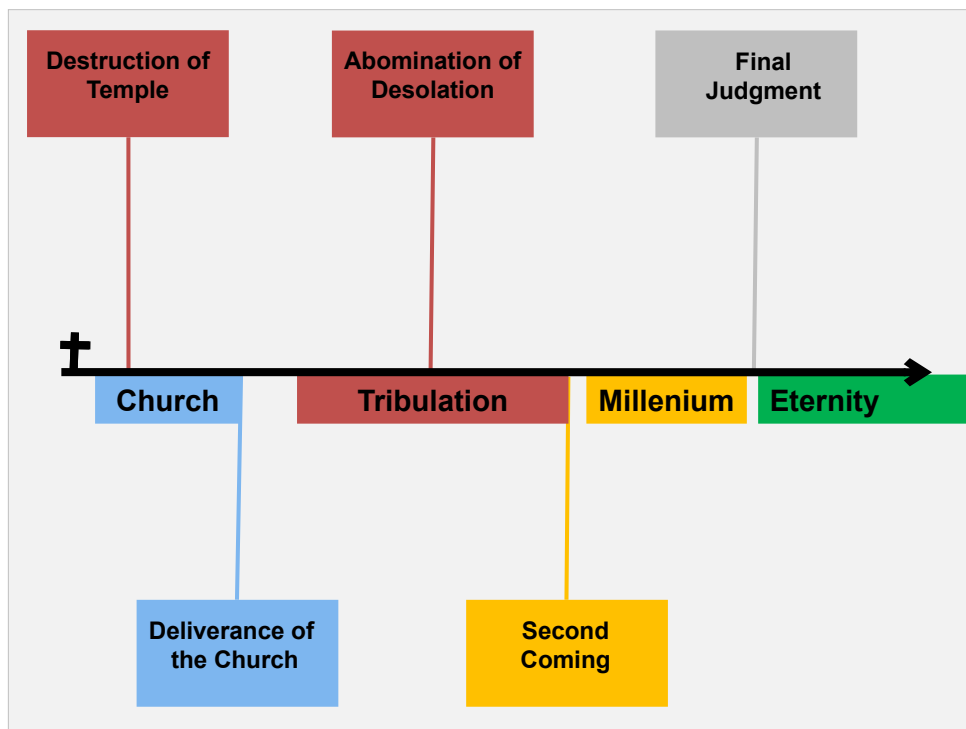 Destruction of
Temple
Abomination of
Desolation
Final
Judgment
Church
Tribulation
Millenium
Eternity
Deliverance of
the Church
Second
Coming